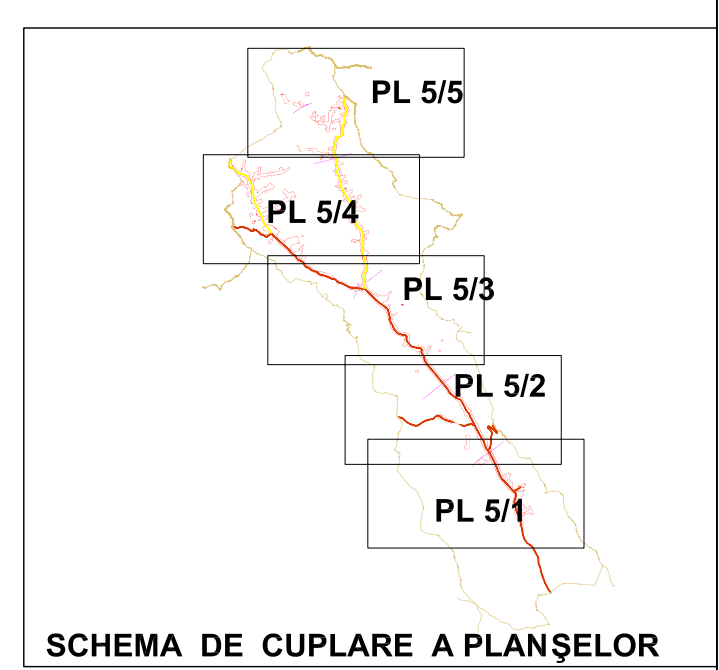 PL 5/5
PL 5/4
PL 5/3
PL 5/2
PL 5/1
SCHEMA DE CUPLARE A PLANŞELOR